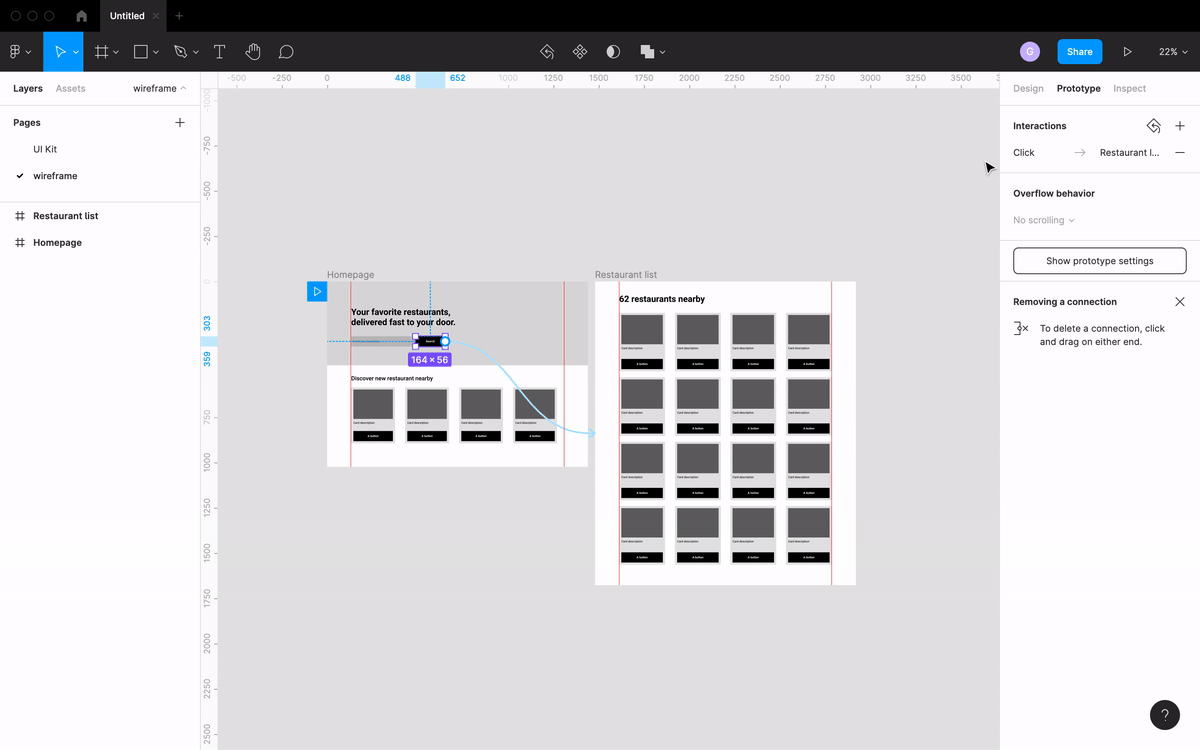 Untitled
G
Share
22%
Layers
Assets
wireframe
Pages
UI Kit
wireframe
Restaurant list
Homepage
-500
-250
0
488
652
1000
1250
1500
1750
2000
2250
2500
2750
3000
3250
3500
-1000
-750
-500
-250
0
303
359
750
1000
1250
1500
1750
2000
2250
2500
Homepage
Your favorite restaurants,
delivered fast to your door.
Search
164 × 56
Discover new restaurant nearby
Card description Card description Card description Card description
A button A button A button A button
Restaurant list
62 restaurants nearby
Card description Card description Card description Card description
A button A button A button A button
Card description Card description Card description Card description
A button A button A button A button
Card description Card description Card description Card description
A button A button A button A button
Card description Card description Card description Card description
A button A button A button A button
Design
Prototype
Inspect
Interactions
Click
Restaurant l...
Overflow behavior
No scrolling
Show prototype settings
Removing a connection
To delete a connection, click
and drag on either end.
?